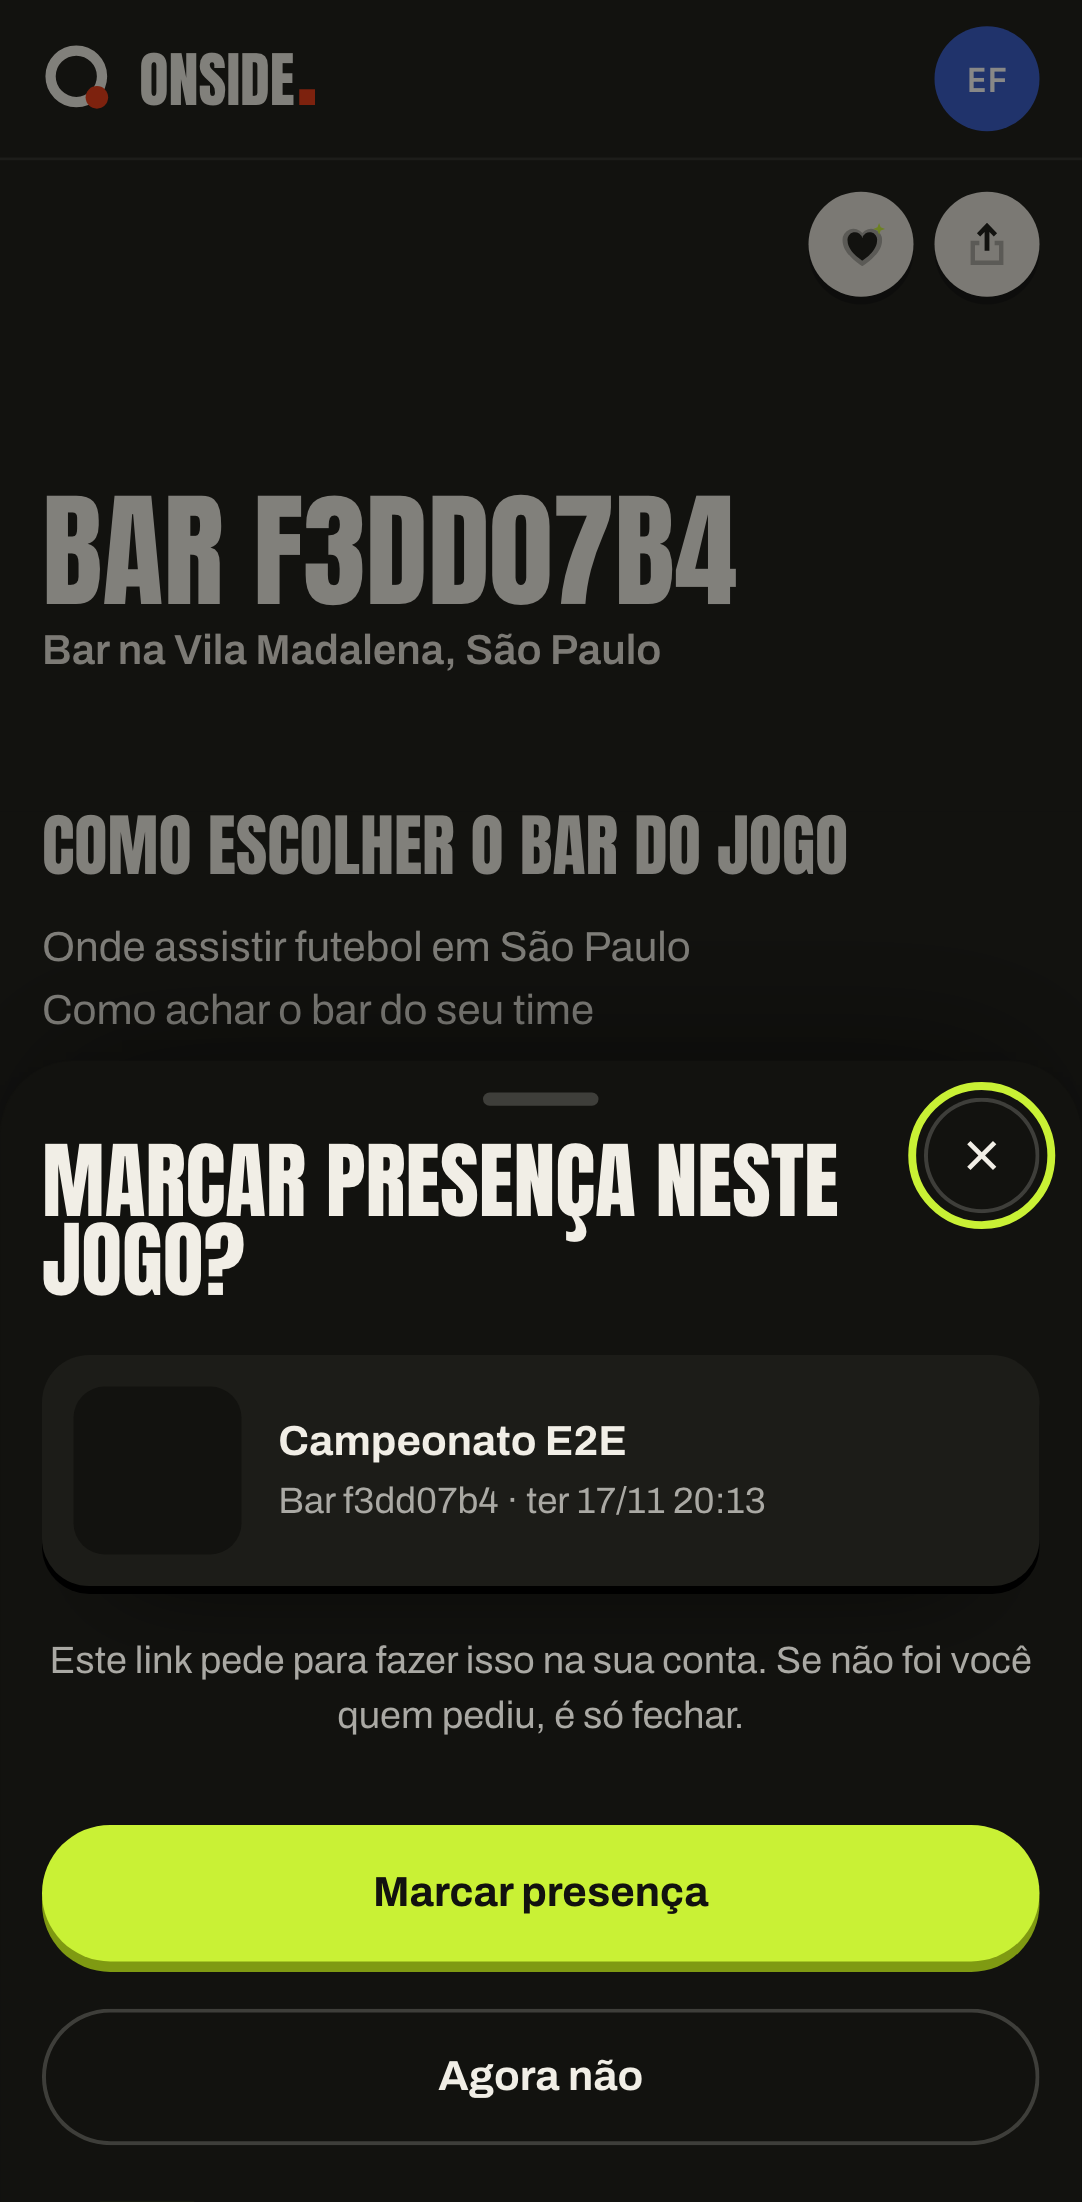 ONSIDE.
EF
BAR F3DD07B4
Bar na Vila Madalena, São Paulo
COMO ESCOLHER O BAR DO JOGO
Onde assistir futebol em São Paulo
Como achar o bar do seu time
MARCAR PRESENÇA NESTE
JOGO?
Campeonato E2E
Bar f3dd07b4 · ter 17/11 20:13
Este link pede para fazer isso na sua conta. Se não foi você
quem pediu, é só fechar.
Marcar presença
Agora não